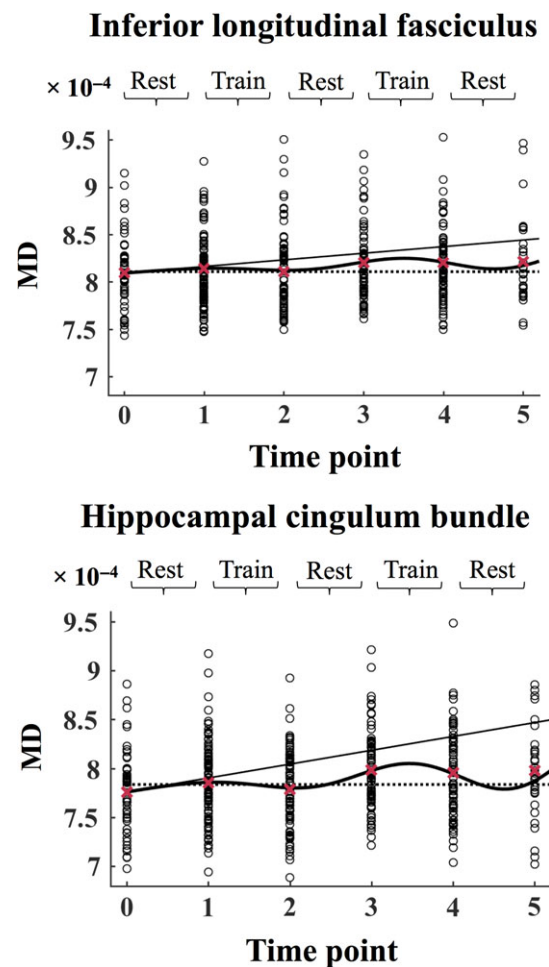 Inferior longitudinal fasciculus
Rest Train Rest Train Rest
× 10⁻⁴
9.5
9
8.5
8
7.5
7
MD
0 1 2 3 4 5
Time point
Hippocampal cingulum bundle
Rest Train Rest Train Rest
× 10⁻⁴
9.5
9
8.5
8
7.5
7
MD
0 1 2 3 4 5
Time point